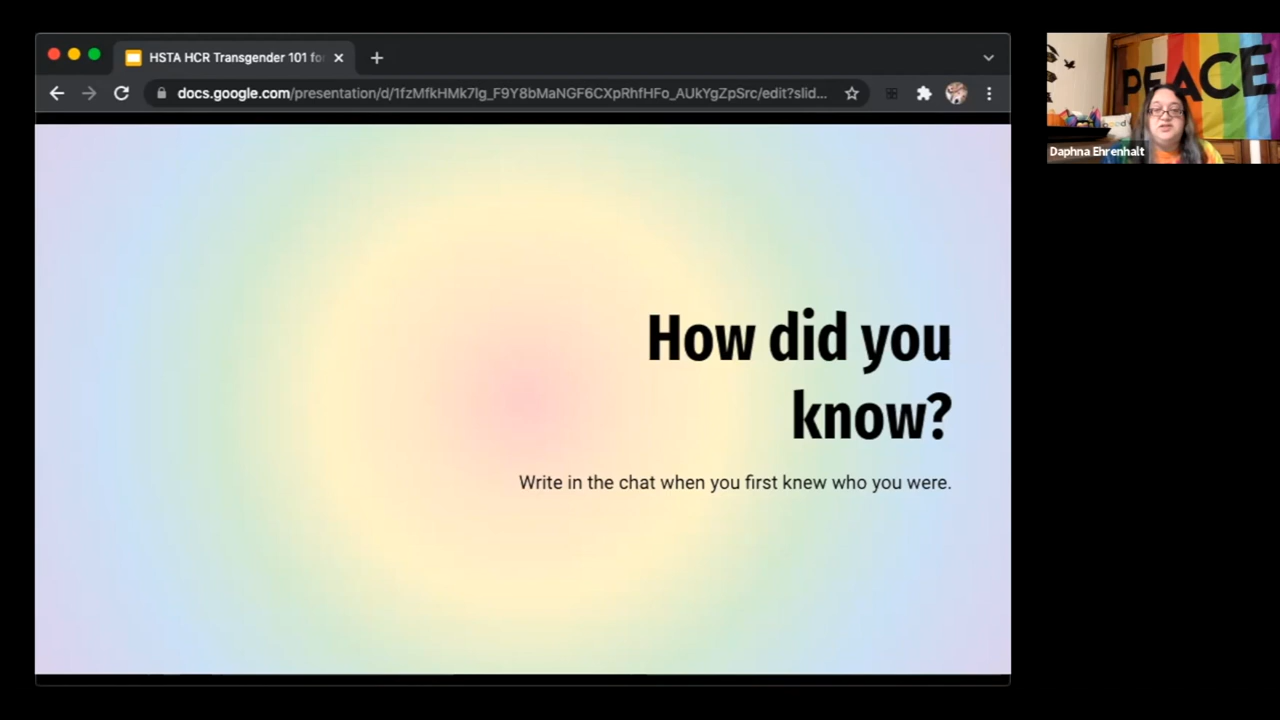 HSTA HCR Transgender 101 fo
docs.google.com/presentation/d/1fzMfkHMk7lg_F9Y8bMaNGF6CXpRhfHFo_AUkYgZpSrc/edit?slid...
PEACE
Daphna Ehrenhalt
How did you
know?
Write in the chat when you first knew who you were.